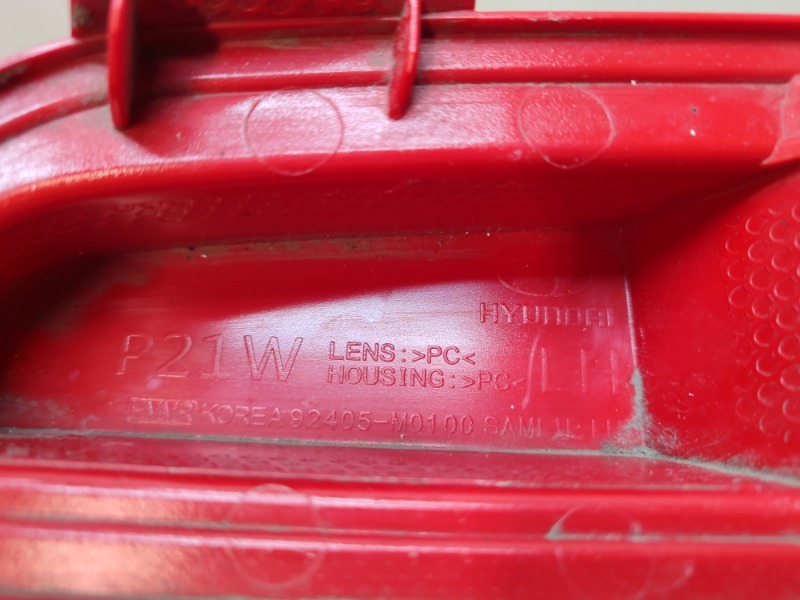 HYUNDAI
P21W LENS:>PC<
HOUSING:>PC< LH
KOREA 92405-M0100